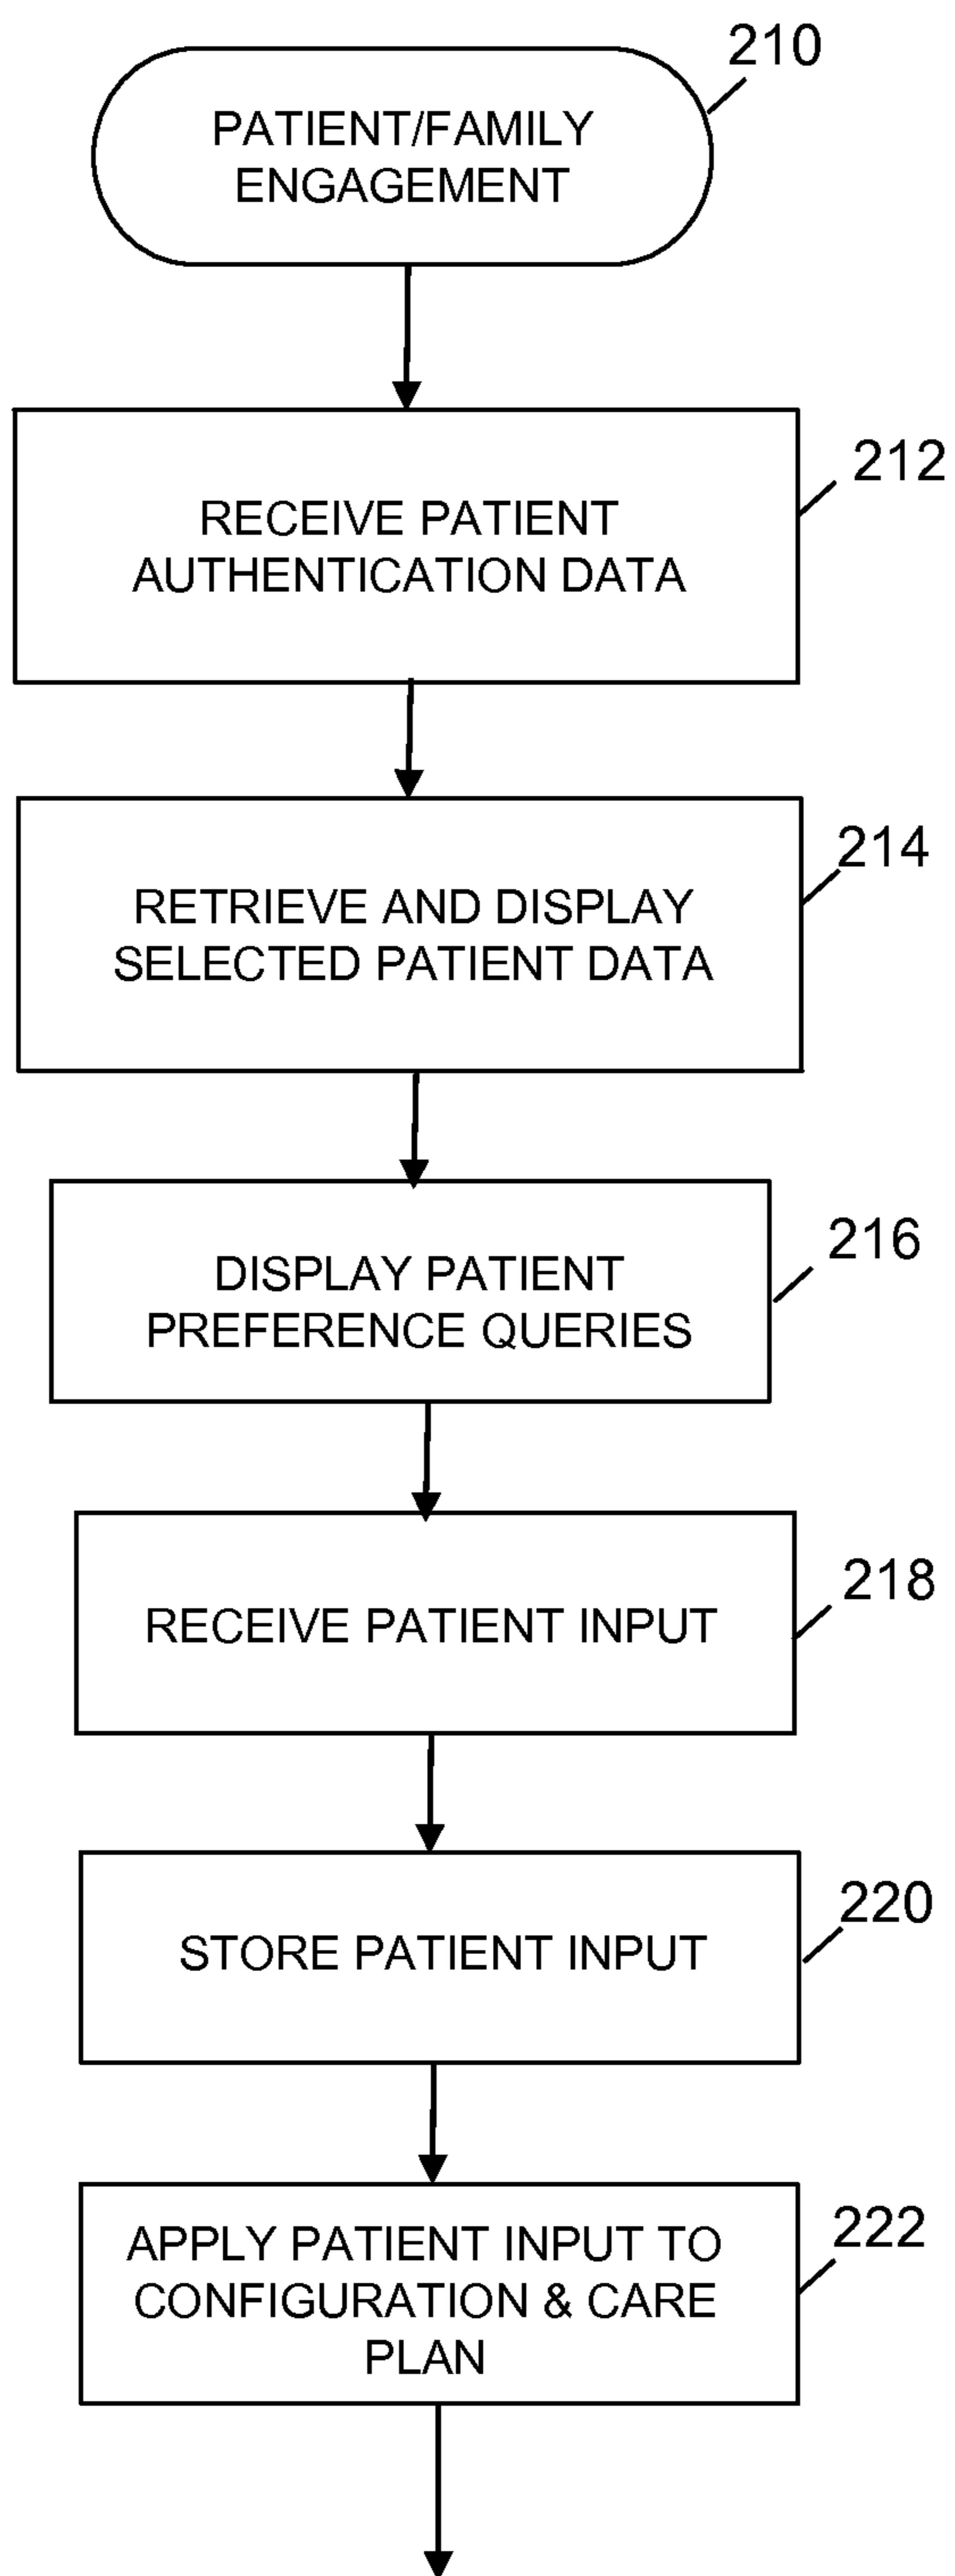 210
PATIENT/FAMILY
ENGAGEMENT
212
RECEIVE PATIENT
AUTHENTICATION DATA
214
RETRIEVE AND DISPLAY
SELECTED PATIENT DATA
216
DISPLAY PATIENT
PREFERENCE QUERIES
218
RECEIVE PATIENT INPUT
220
STORE PATIENT INPUT
222
APPLY PATIENT INPUT TO
CONFIGURATION & CARE
PLAN